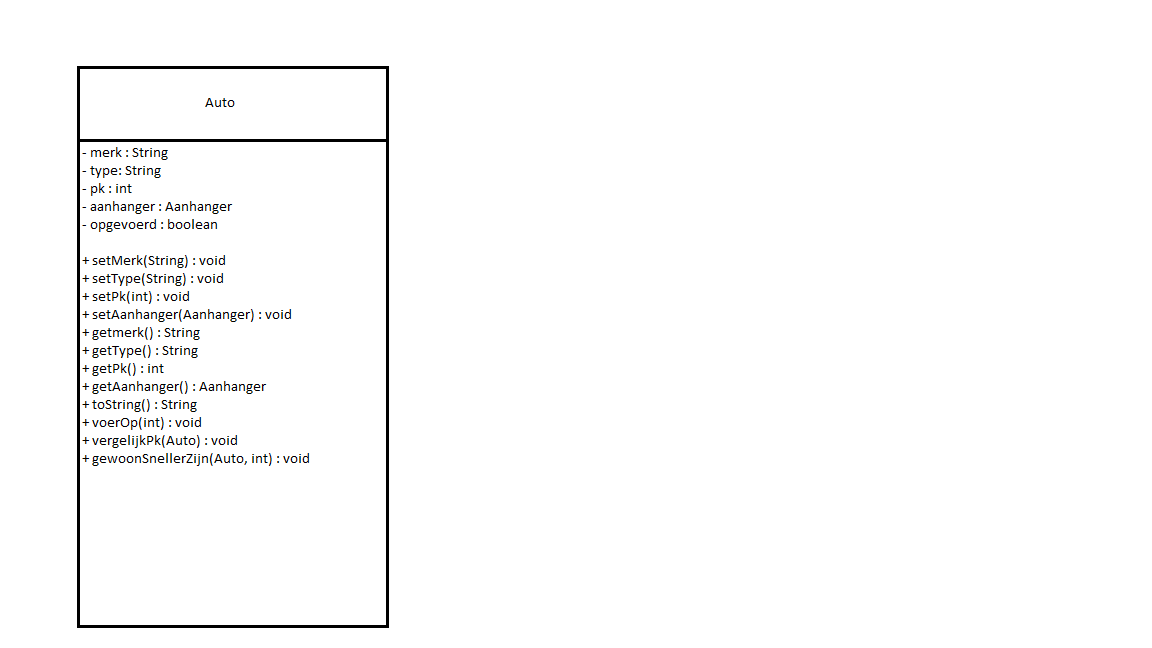 Auto
- merk : String
- type: String
- pk : int
- aanhanger : Aanhanger
- opgevoerd : boolean
+ setMerk(String) : void
+ setType(String) : void
+ setPk(int) : void
+ setAanhanger(Aanhanger) : void
+ getmerk() : String
+ getType() : String
+ getPk() : int
+ getAanhanger() : Aanhanger
+ toString() : String
+ voerOp(int) : void
+ vergelijkPk(Auto) : void
+ gewoonSnellerZijn(Auto, int) : void